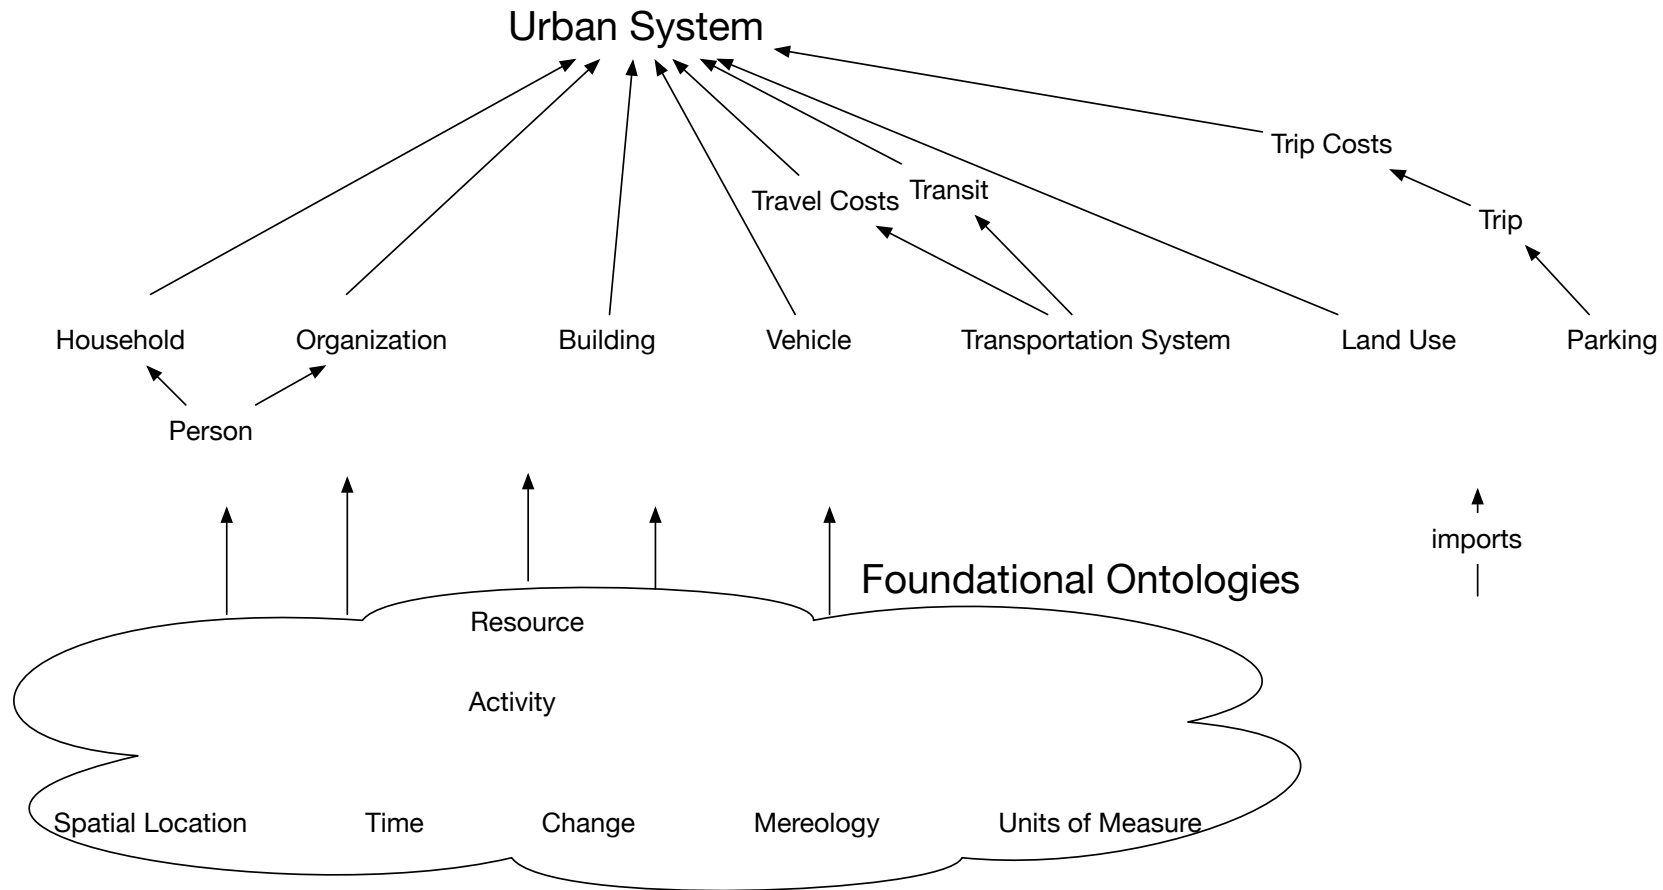 Urban System
Trip Costs
Travel Costs
Transit
Trip
Household
Organization
Building
Vehicle
Transportation System
Land Use
Parking
Person
imports
Foundational Ontologies
Resource
Activity
Spatial Location
Time
Change
Mereology
Units of Measure